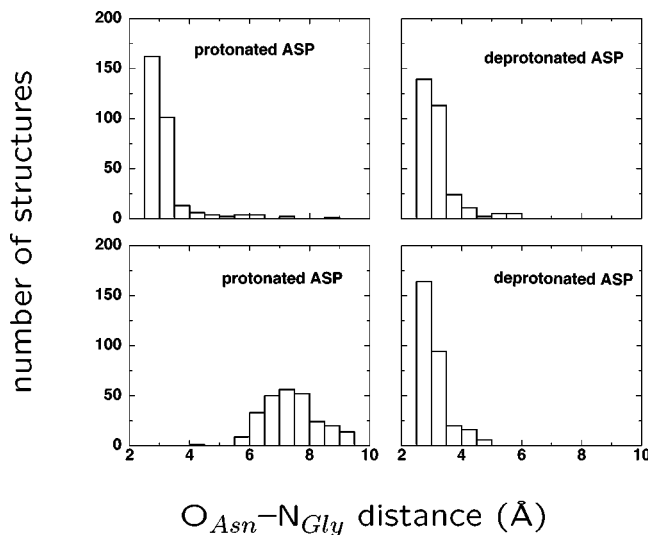 200
150
100
50
0
protonated ASP
deprotonated ASP
200
150
100
50
0
protonated ASP
deprotonated ASP
2 4 6 8 10 2 4 6 8 10
number of structures
O_Asn–N_Gly distance (Å)